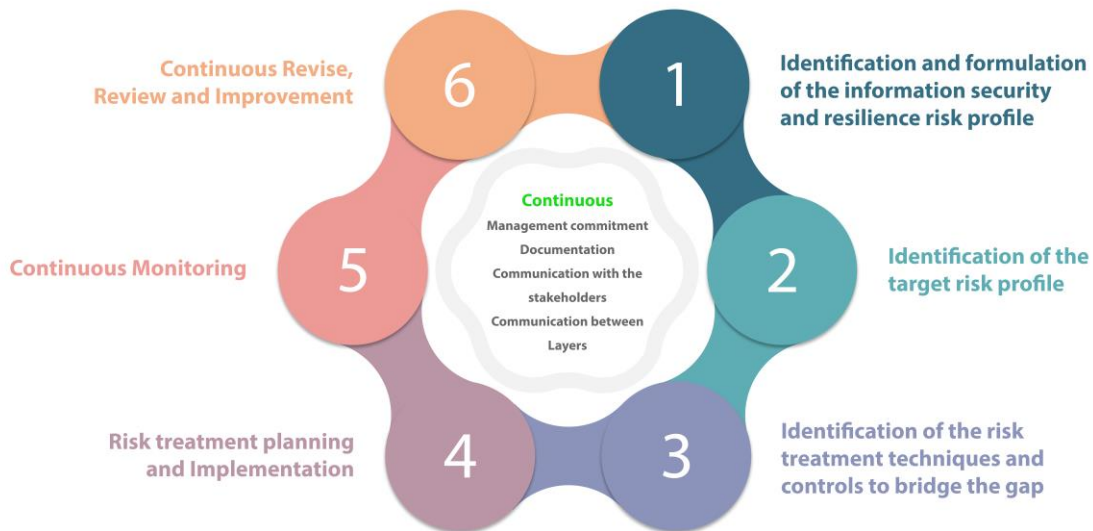 1
Identification and formulation
of the information security
and resilience risk profile
2
Identification of the
target risk profile
3
Identification of the risk
treatment techniques and
controls to bridge the gap
4
Risk treatment planning
and Implementation
5
Continuous Monitoring
6
Continuous Revise,
Review and Improvement
Continuous
Management commitment
Documentation
Communication with the
stakeholders
Communication between
Layers